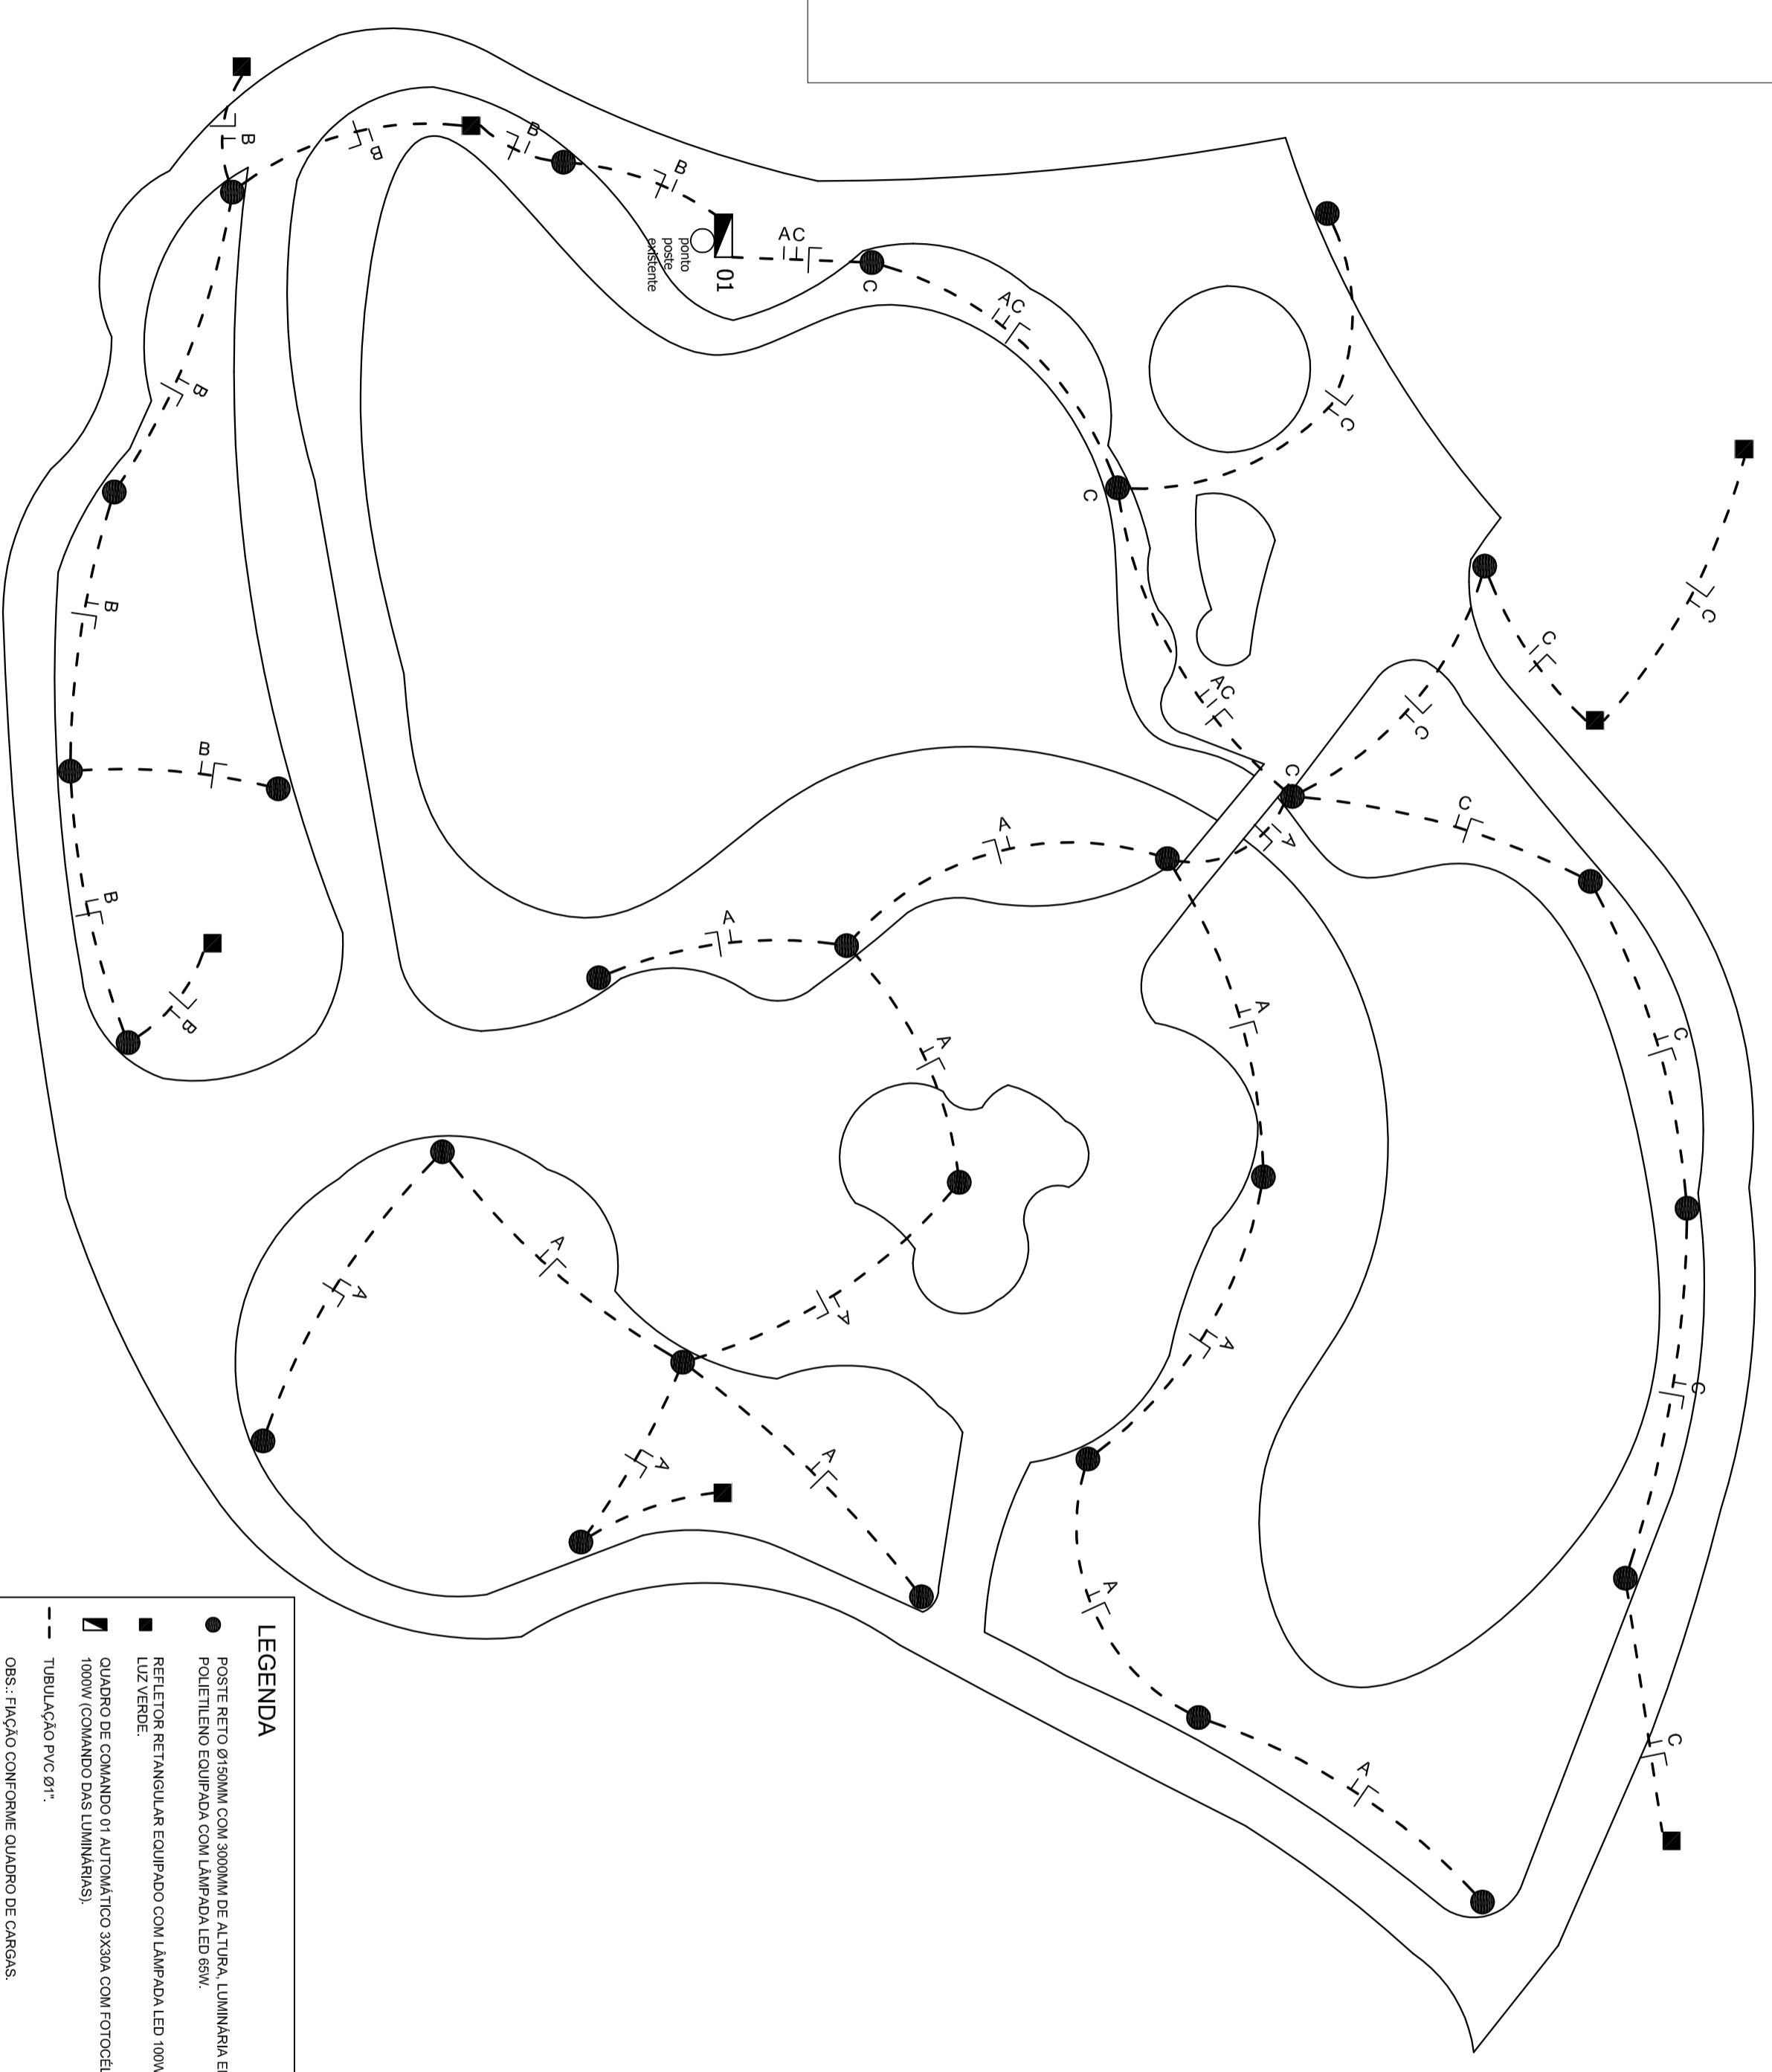 B
B
B
B
AC
01
ponto
poste
existente
C
AC
C
B
C
C
C
B
AC
C
C
B
C
A
C
A
B
A
B
A
A
C
A
A
A
A
C
A
A
A
C
A
LEGENDA
POSTE RETO Ø150MM COM 3000MM DE ALTURA, LUMINÁRIA
POLIETILENO EQUIPADA COM LÂMPADA LED 65W.
REFLETOR RETANGULAR EQUIPADO COM LÂMPADA LED 100W
LUZ VERDE.
QUADRO DE COMANDO 01 AUTOMÁTICO 3X30A COM
1000W (COMANDO DAS LUMINÁRIAS).
TUBULAÇÃO PVC Ø1".
OBS.: FIAÇÃO CONFORME QUADRO DE CARGAS.